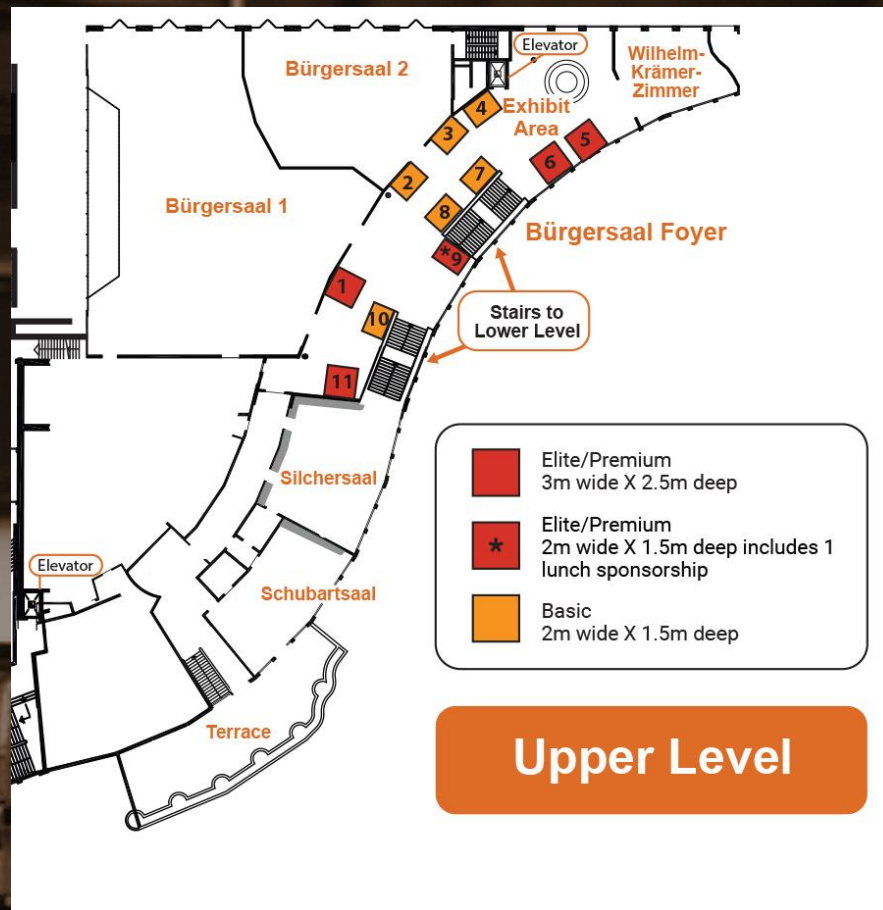 Elevator
Bürgersaal 2
Wilhelm-
Krämer-
Zimmer
Exhibit
Area
4
3
5
6
2
7
Bürgersaal 1
8
Bürgersaal Foyer
*9
1
Stairs to
Lower Level
10
11
Silchersaal
Elevator
Schubartsaal
Terrace
Elite/Premium
3m wide X 2.5m deep
*
Elite/Premium
2m wide X 1.5m deep includes 1
lunch sponsorship
Basic
2m wide X 1.5m deep
Upper Level